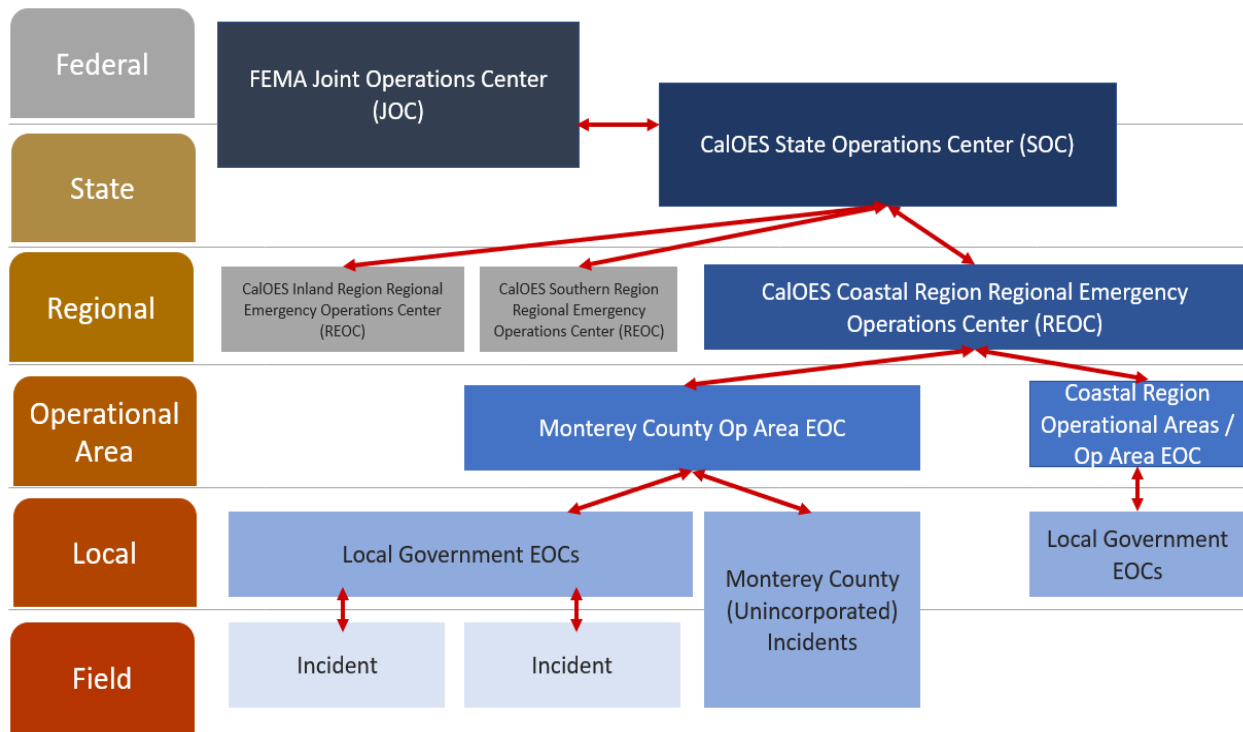 Federal
FEMA Joint Operations Center
(JOC)
CalOES State Operations Center (SOC)
State
Regional
CalOES Inland Region Regional
Emergency Operations Center
(REOC)
CalOES Southern Region
Regional Emergency
Operations Center (REOC)
CalOES Coastal Region Regional Emergency
Operations Center (REOC)
Operational
Area
Monterey County Op Area EOC
Coastal Region
Operational Areas /
Op Area EOC
Local
Local Government EOCs
Monterey County
(Unincorporated)
Incidents
Local Government
EOCs
Field
Incident
Incident